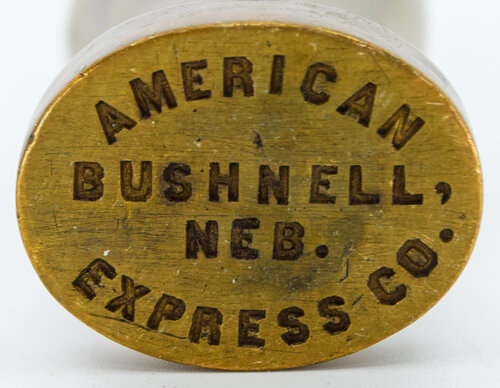 AMERICAN
BUSHNELL,
NEB.
EXPRESS CO.